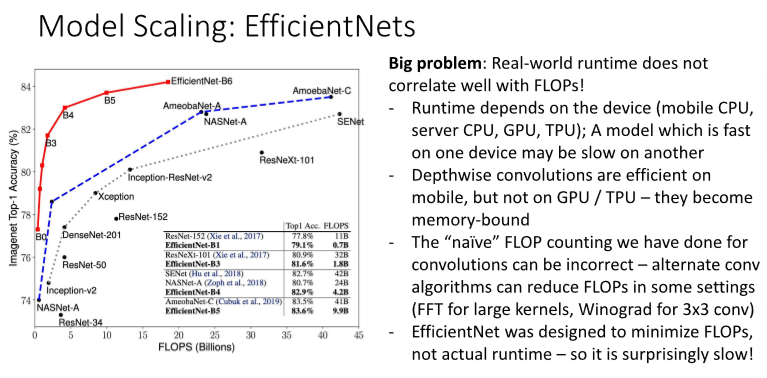 Model Scaling: EfficientNets
84
82
80
78
76
74
Imagenet Top-1 Accuracy (%)
0 5 10 15 20 25 30 35 40 45
FLOPS (Billions)
EfficientNet-B6
B5
B4
B3
B0
AmoebaNet-A
AmoebaNet-C
NASNet-A
SENet
ResNeXt-101
Inception-ResNet-v2
Xception
ResNet-152
DenseNet-201
ResNet-50
Inception-v2
NASNet-A
ResNet-34
Top1 Acc. FLOPS
ResNet-152 (Xie et al., 2017) 77.8% 11B
EfficientNet-B1 79.1% 0.7B
ResNeXt-101 (Xie et al., 2017) 80.9% 32B
EfficientNet-B3 81.6% 1.8B
SENet (Hu et al., 2018) 82.7% 42B
NASNet-A (Zoph et al., 2018) 80.7% 24B
EfficientNet-B4 82.9% 4.2B
AmoebaNet-C (Cubuk et al., 2019) 83.5% 41B
EfficientNet-B5 83.6% 9.9B
Big problem: Real-world runtime does not
correlate well with FLOPs!
- Runtime depends on the device (mobile CPU,
server CPU, GPU, TPU); A model which is fast
on one device may be slow on another
- Depthwise convolutions are efficient on
mobile, but not on GPU / TPU – they become
memory-bound
- The “naïve” FLOP counting we have done for
convolutions can be incorrect – alternate conv
algorithms can reduce FLOPs in some settings
(FFT for large kernels, Winograd for 3x3 conv)
- EfficientNet was designed to minimize FLOPs,
not actual runtime – so it is surprisingly slow!